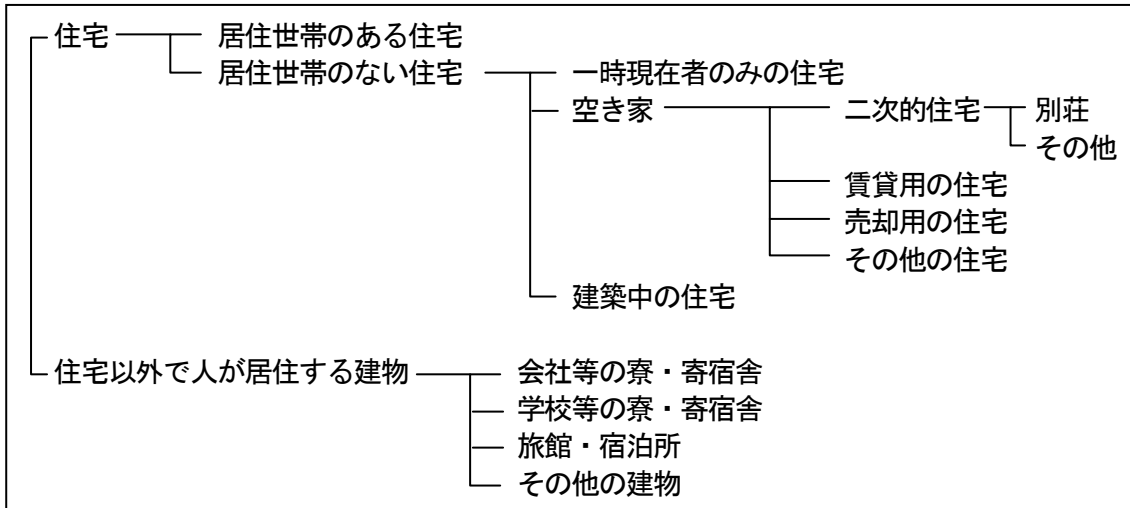 住宅 居住世帯のある住宅
居住世帯のない住宅 一時現在者のみの住宅
空き家 二次的住宅 別荘
その他
賃貸用の住宅
売却用の住宅
その他の住宅
建築中の住宅
住宅以外で人が居住する建物 会社等の寮・寄宿舎
学校等の寮・寄宿舎
旅館・宿泊所
その他の建物